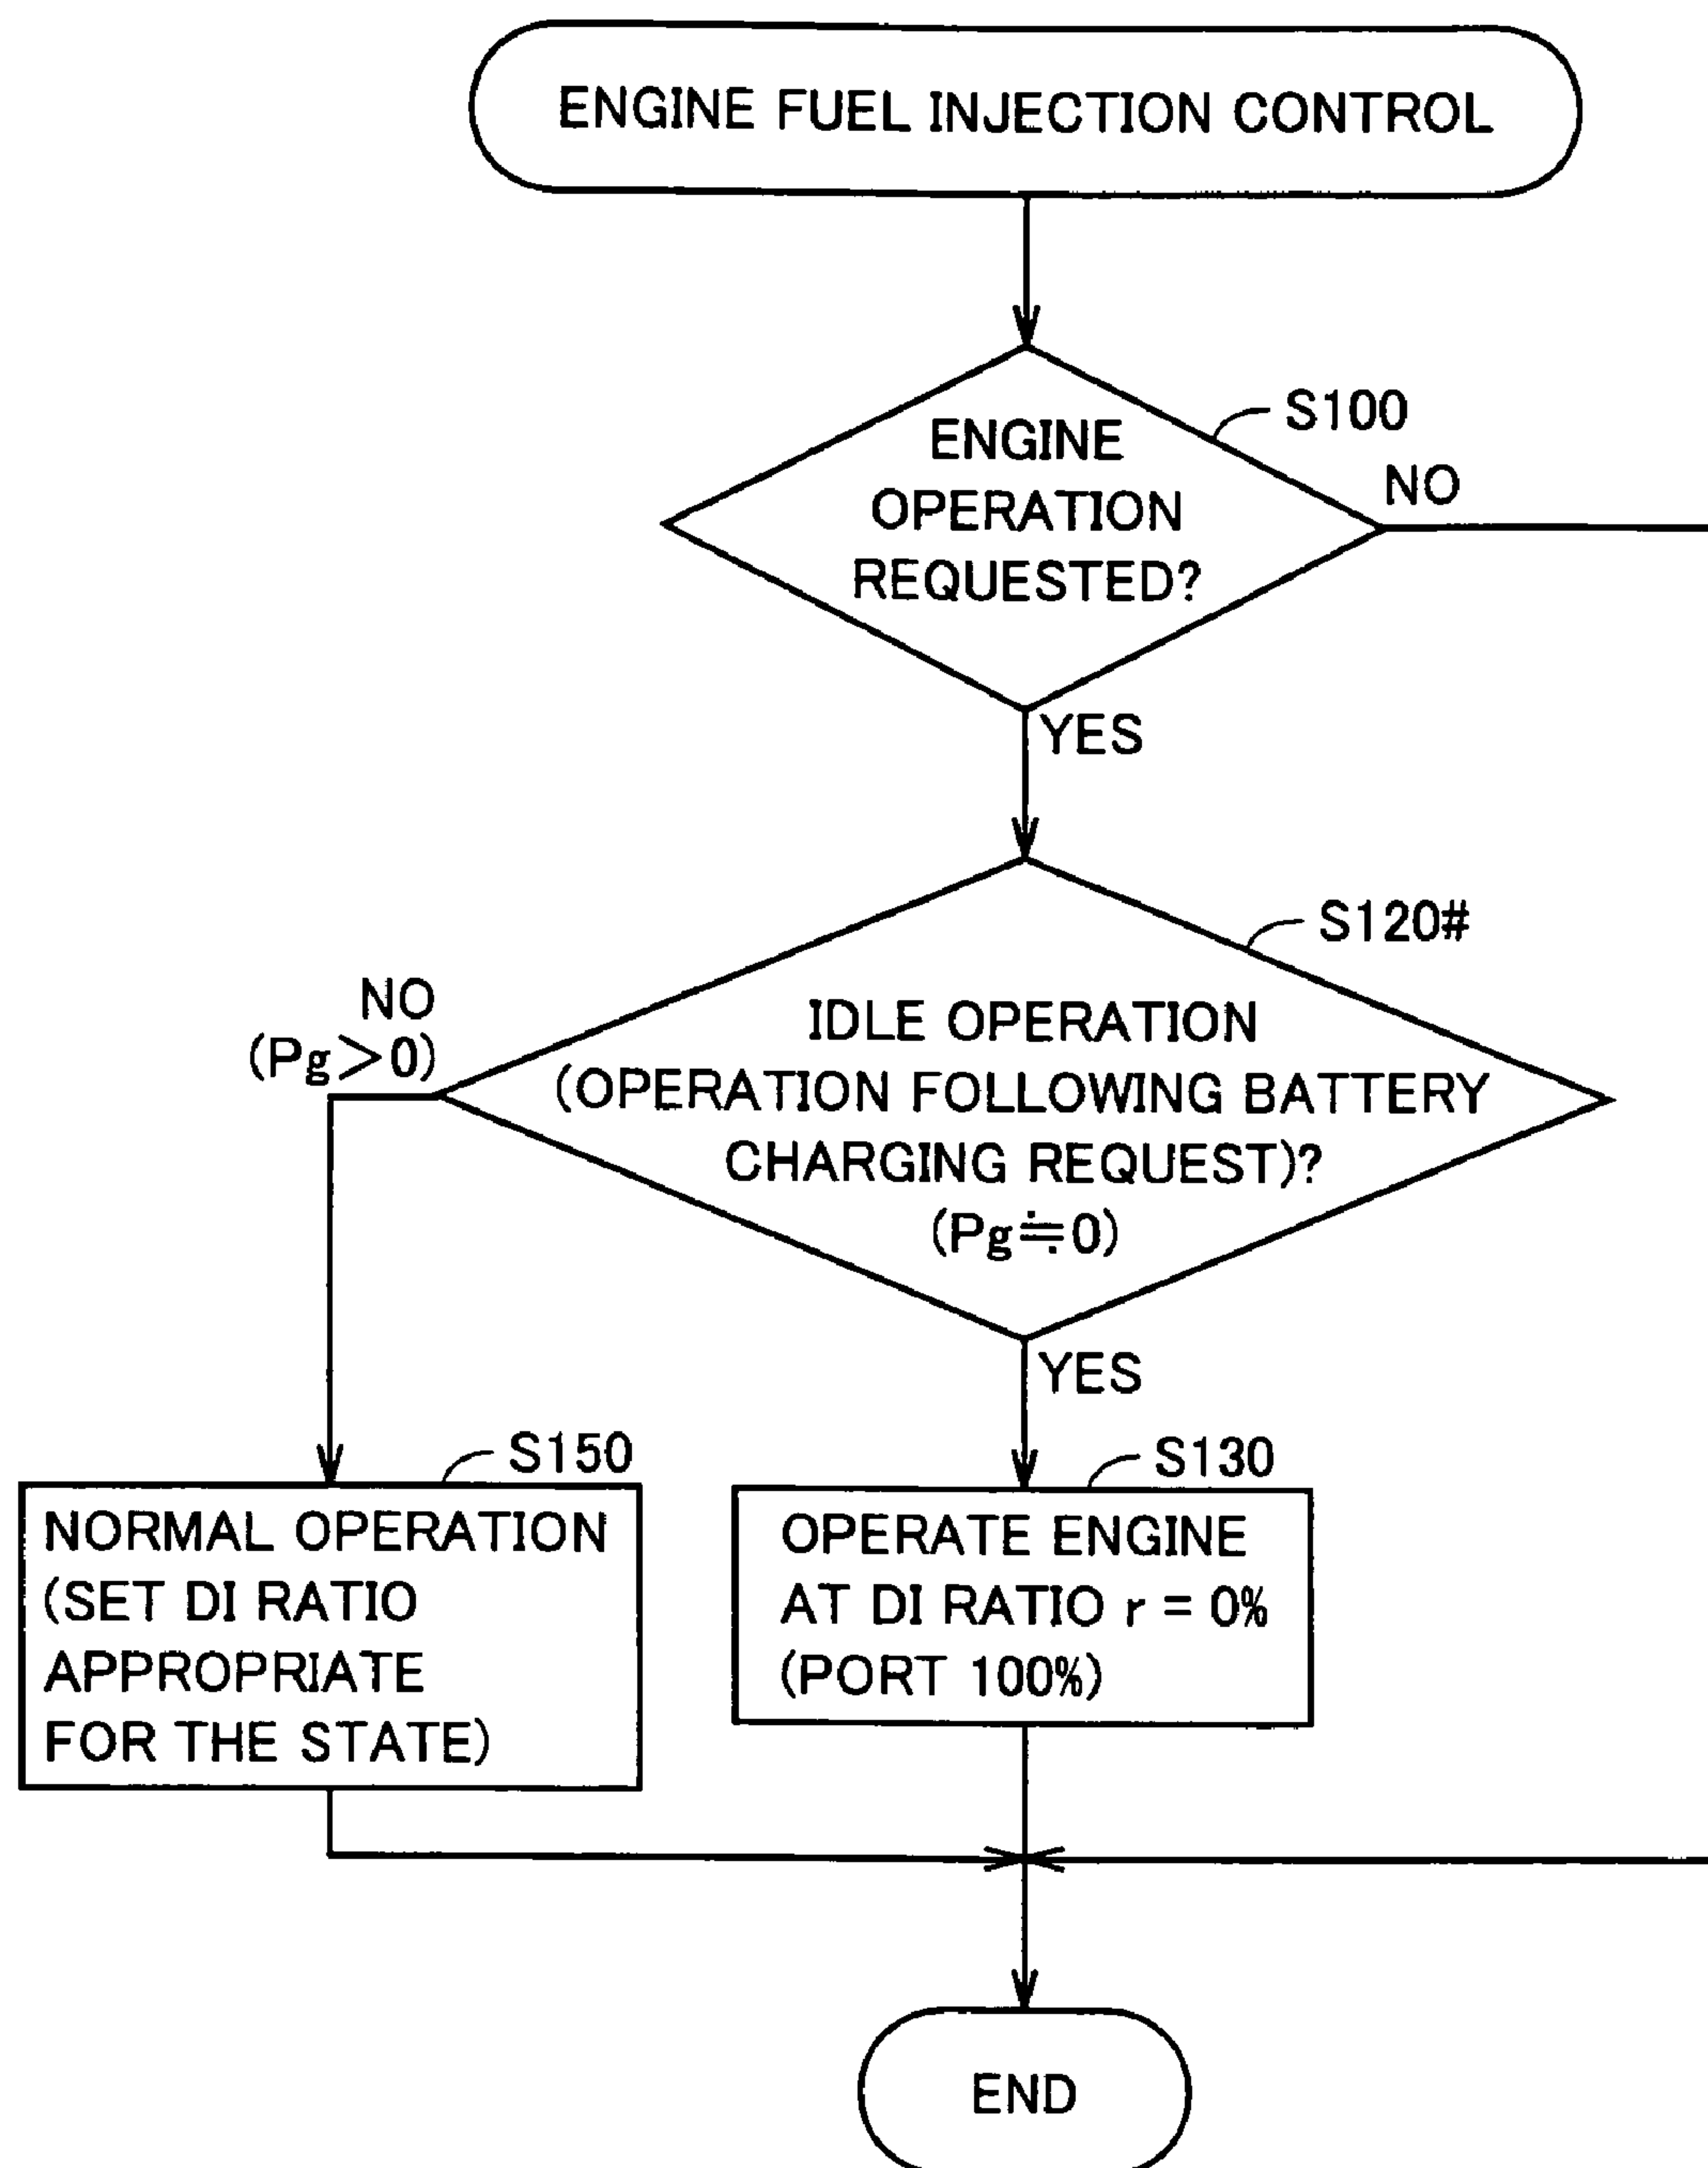 ENGINE FUEL INJECTION CONTROL
S100
ENGINE
OPERATION
REQUESTED?
NO
YES
S120#
NO
(Pg>0)
IDLE OPERATION
(OPERATION FOLLOWING BATTERY
CHARGING REQUEST)?
(Pg≒0)
YES
S150
NORMAL OPERATION
(SET DI RATIO
APPROPRIATE
FOR THE STATE)
S130
OPERATE ENGINE
AT DI RATIO r = 0%
(PORT 100%)
END